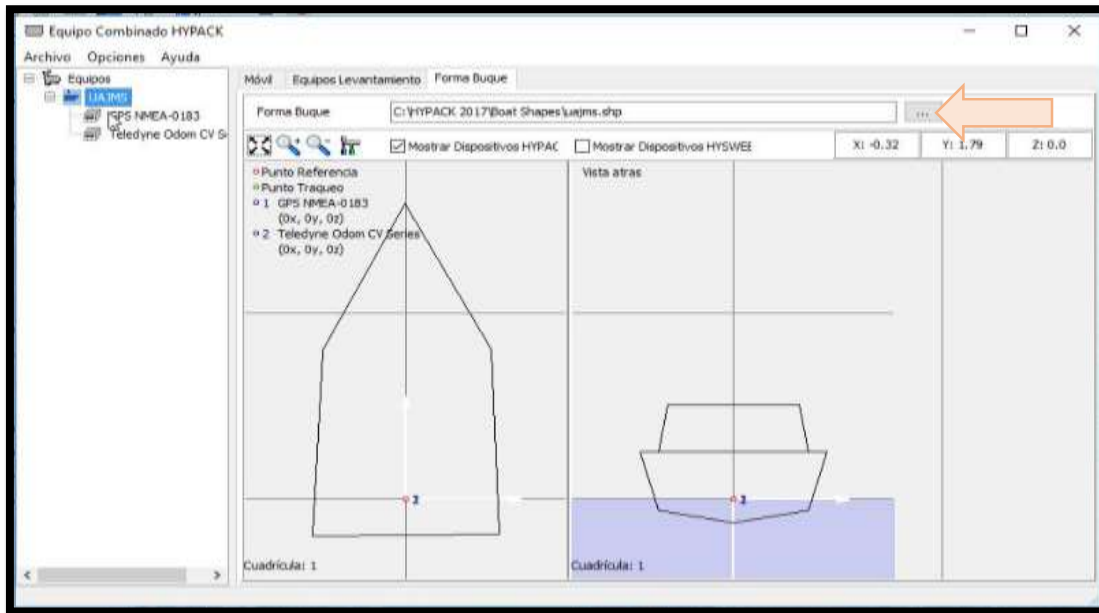 Equipo Combinado HYPACK
Archivo Opciones Ayuda
Equipos
UAJMS
GPS NMEA-0183
Teledyne Odom CV S
Móvil Equipos Levantamiento Forma Buque
Forma Buque C:\HYPACK 2017\Boat Shapes\uajms.shp ...
Mostrar Dispositivos HYPAC Mostrar Dispositivos HYSWEE X: -0.32 Y: 1.79 Z: 0.0
Punto Referencia
Punto Traqueo
1 GPS NMEA-0183
(0x, 0y, 0z)
2 Teledyne Odom CV Series
(0x, 0y, 0z)
2
Cuadrícula: 1
Vista atras
2
Cuadrícula: 1